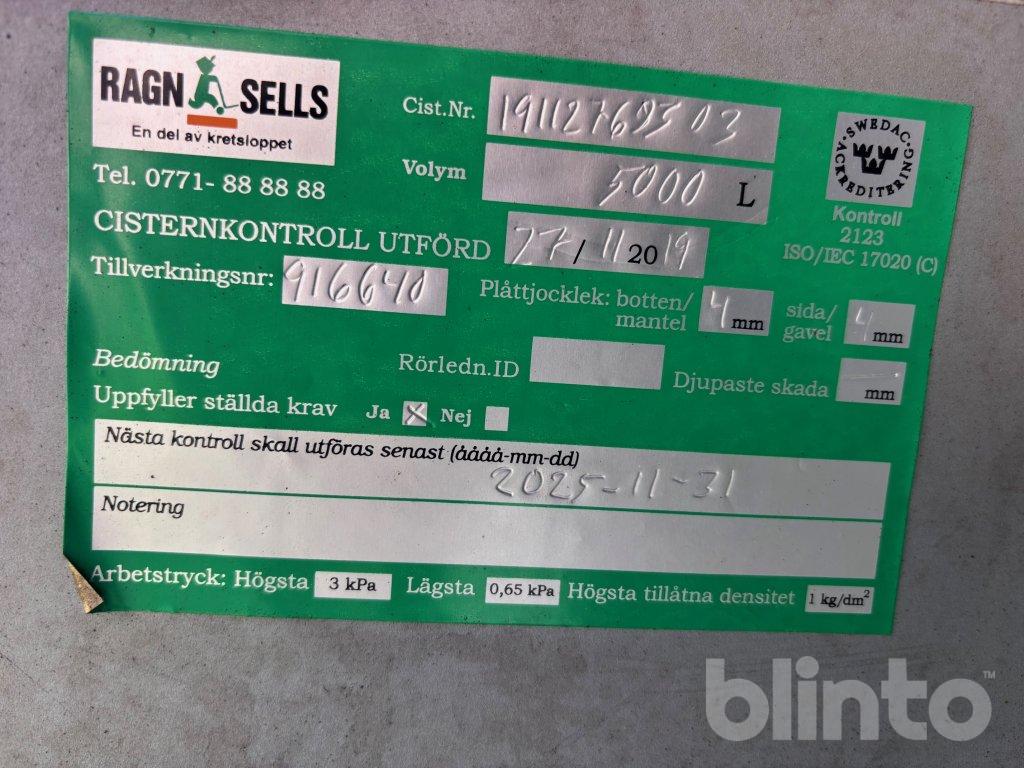 RAGN SELLS
En del av kretsloppet
Tel. 0771- 88 88 88
Cist.Nr. 19112769503
Volym 5000 L
SWEDAC
ACKREDITERING
Kontroll
2123
ISO/IEC 17020 (C)
CISTERNKONTROLL UTFÖRD 27/11 2019
Tillverkningsnr: 916640
Plåttjocklek: botten/mantel 4 mm sida/gavel 4 mm
Bedömning
Rörledn.ID
Djupaste skada mm
Uppfyller ställda krav Ja X Nej
Nästa kontroll skall utföras senast (åååå-mm-dd)
2025-11-31
Notering
Arbetstryck: Högsta 3 kPa Lägsta 0,65 kPa Högsta tillåtna densitet 1 kg/dm²
blinto™